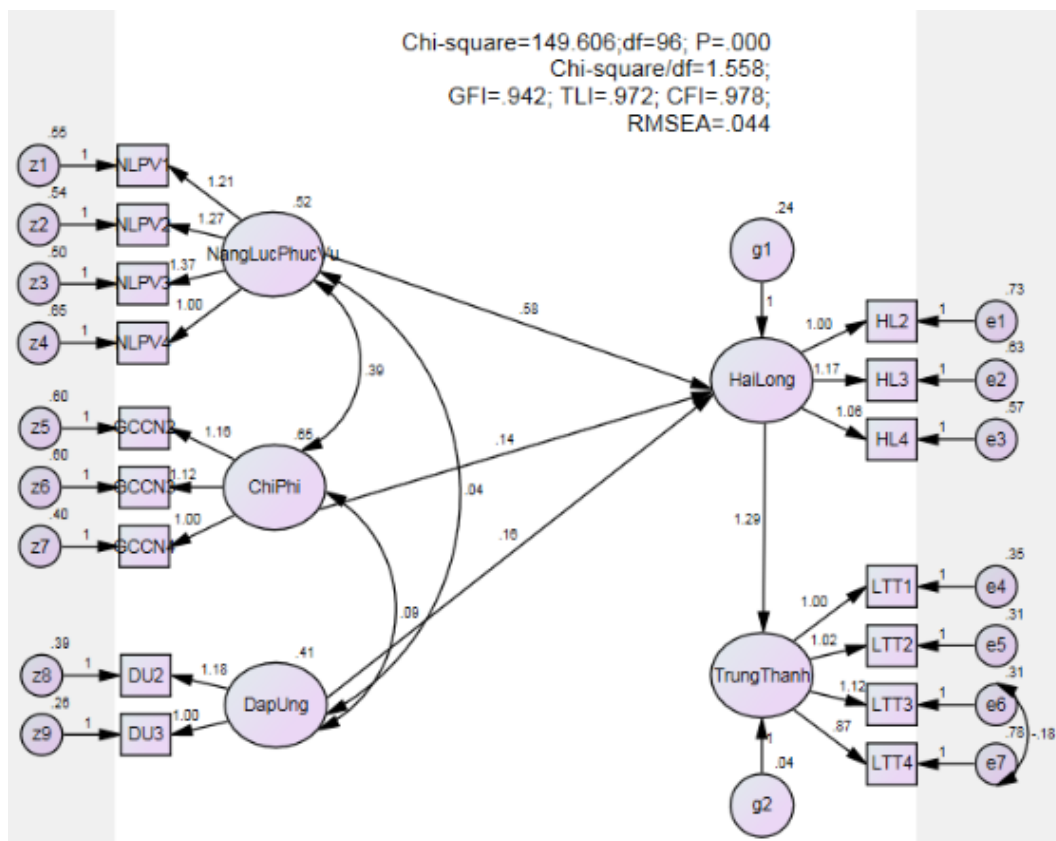 Chi-square=149.606;df=96; P=.000
Chi-square/df=1.558;
GFI=.942; TLI=.972; CFI=.978;
RMSEA=.044
.55
z1
1
NLPV1
1.21
.54
z2
1
NLPV2
1.27
.50
z3
1
NLPV3
1.37
.65
z4
1
NLPV4
1.00
.52
NangLucPhucVu
.39
.58
.60
z5
1
GCCN2
1.16
.60
z6
1
GCCN3
1.12
.40
z7
1
GCCN4
1.00
.65
ChiPhi
.14
.04
.16
.09
.39
z8
1
DU2
1.18
.26
z9
1
DU3
1.00
.41
DapUng
.24
g1
1
HaiLong
1.00
HL2
1
.73
e1
1.17
HL3
1
.63
e2
1.06
HL4
1
.57
e3
1.29
TrungThanh
1.00
LTT1
1
.35
e4
1.02
LTT2
1
.31
e5
1.12
LTT3
1
.31
e6
.87
LTT4
1
.78
e7
-.18
1
.04
g2